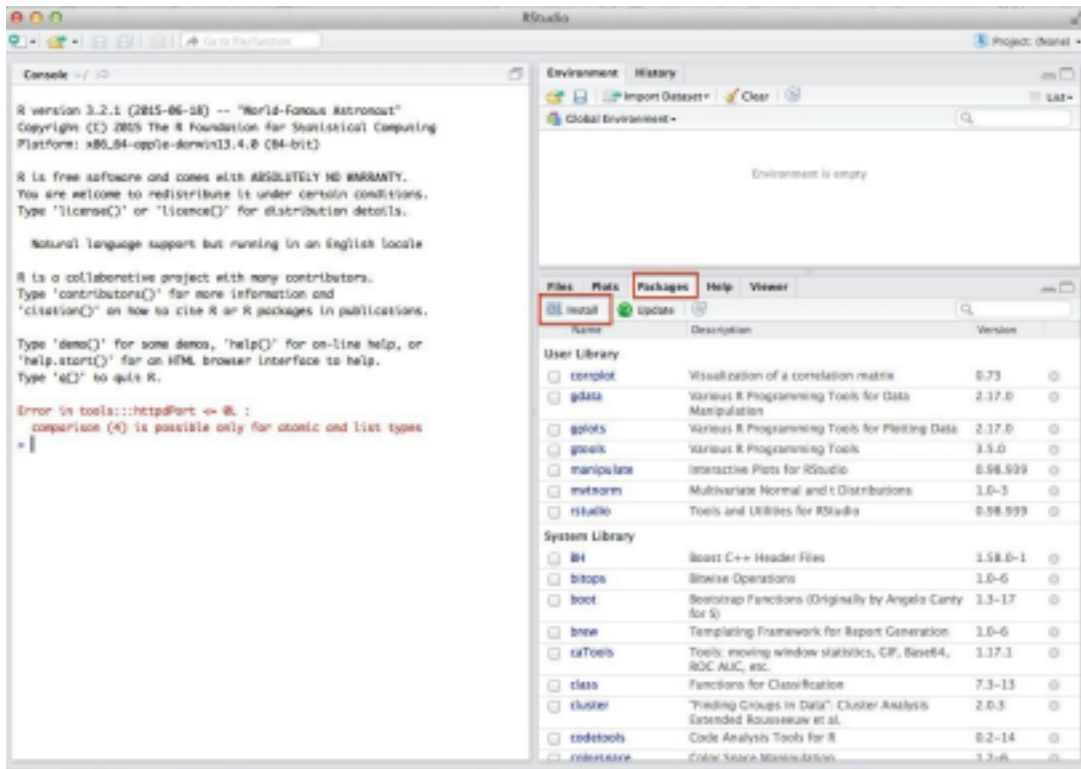 RStudio
Go to file/function
Project: (None)
Console ~/
R version 3.2.1 (2015-06-18) -- "World-Famous Astronaut"
Copyright (C) 2015 The R Foundation for Statistical Computing
Platform: x86_64-apple-darwin13.4.0 (64-bit)
R is free software and comes with ABSOLUTELY NO WARRANTY.
You are welcome to redistribute it under certain conditions.
Type 'license()' or 'licence()' for distribution details.
Natural language support but running in an English locale
R is a collaborative project with many contributors.
Type 'contributors()' for more information and
'citation()' on how to cite R or R packages in publications.
Type 'demo()' for some demos, 'help()' for on-line help, or
'help.start()' for an HTML browser interface to help.
Type 'q()' to quit R.
Error in tools:::httpdPort <= 0L :
comparison (4) is possible only for atomic and list types
>
Environment History
Import Dataset Clear List
Global Environment
Environment is empty
Files Plots Packages Help Viewer
Install Update
Name Description Version
User Library
corrplot Visualization of a correlation matrix 0.73
gdata Various R Programming Tools for Data 2.17.0
Manipulation
gplots Various R Programming Tools for Plotting Data 2.17.0
gtools Various R Programming Tools 3.5.0
manipulate Interactive Plots for RStudio 0.98.939
mvtnorm Multivariate Normal and t Distributions 1.0-3
rstudio Tools and Utilities for RStudio 0.98.939
System Library
BH Boost C++ Header Files 1.58.0-1
bitops Bitwise Operations 1.0-6
boot Bootstrap Functions (Originally by Angelo Canty 1.3-17
for S)
brew Templating Framework for Report Generation 1.0-6
caTools Tools: moving window statistics, GIF, Base64, 1.17.1
ROC AUC, etc.
class Functions for Classification 7.3-13
cluster "Finding Groups in Data": Cluster Analysis 2.0.3
Extended Rousseeuw et al.
codetools Code Analysis Tools for R 0.2-14
colorspace Color Space Manipulation 1.2-6